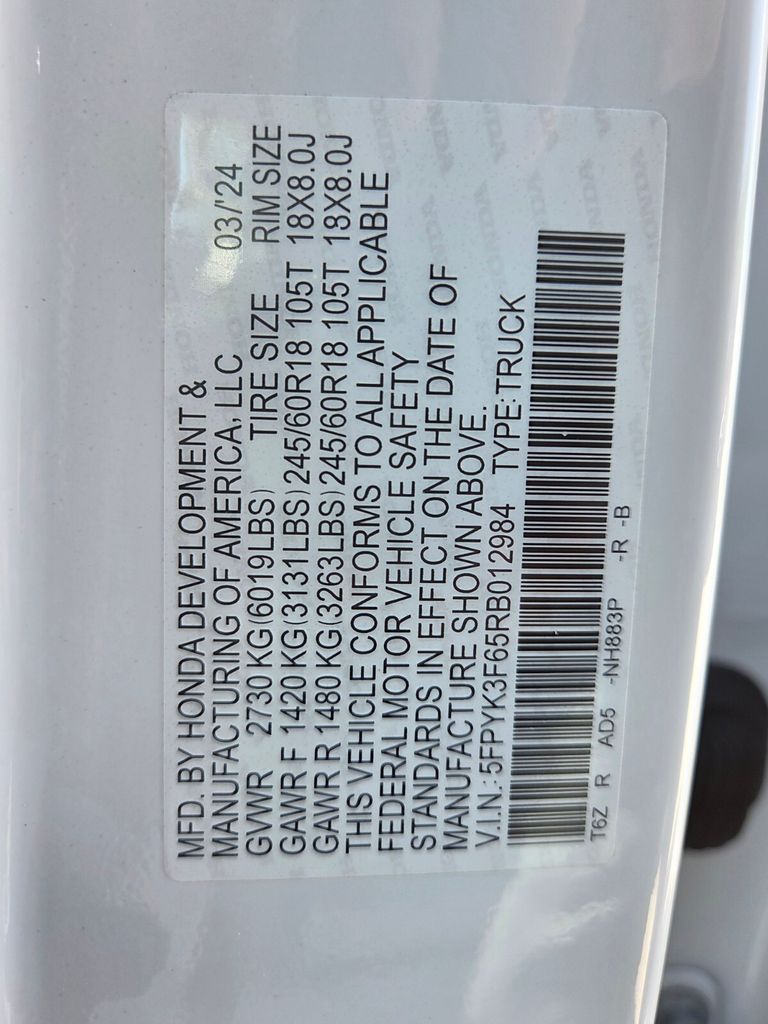 MFD. BY HONDA DEVELOPMENT &
MANUFACTURING OF AMERICA, LLC 03/'24
GVWR 2730 KG (6019LBS) TIRE SIZE RIM SIZE
GAWR F 1420 KG (3131LBS) 245/60R18 105T 18X8.0J
GAWR R 1480 KG (3263LBS) 245/60R18 105T 18X8.0J
THIS VEHICLE CONFORMS TO ALL APPLICABLE
FEDERAL MOTOR VEHICLE SAFETY
STANDARDS IN EFFECT ON THE DATE OF
MANUFACTURE SHOWN ABOVE.
V.I.N.: 5FPYK3F65RB012984 TYPE: TRUCK
T6Z R AD5 -NH883P -R -B